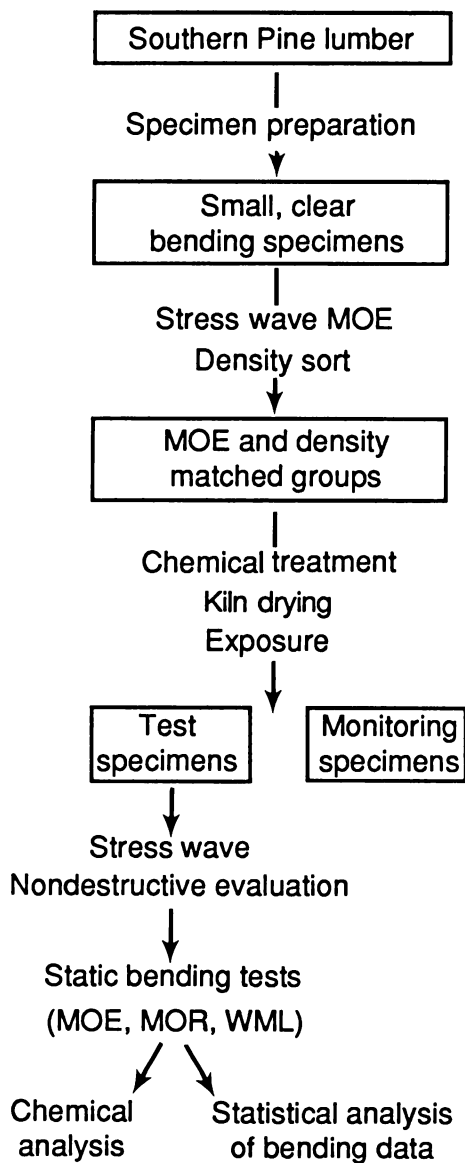 Southern Pine lumber
Specimen preparation
Small, clear
bending specimens
Stress wave MOE
Density sort
MOE and density
matched groups
Chemical treatment
Kiln drying
Exposure
Test
specimens
Monitoring
specimens
Stress wave
Nondestructive evaluation
Static bending tests
(MOE, MOR, WML)
Chemical
analysis
Statistical analysis
of bending data